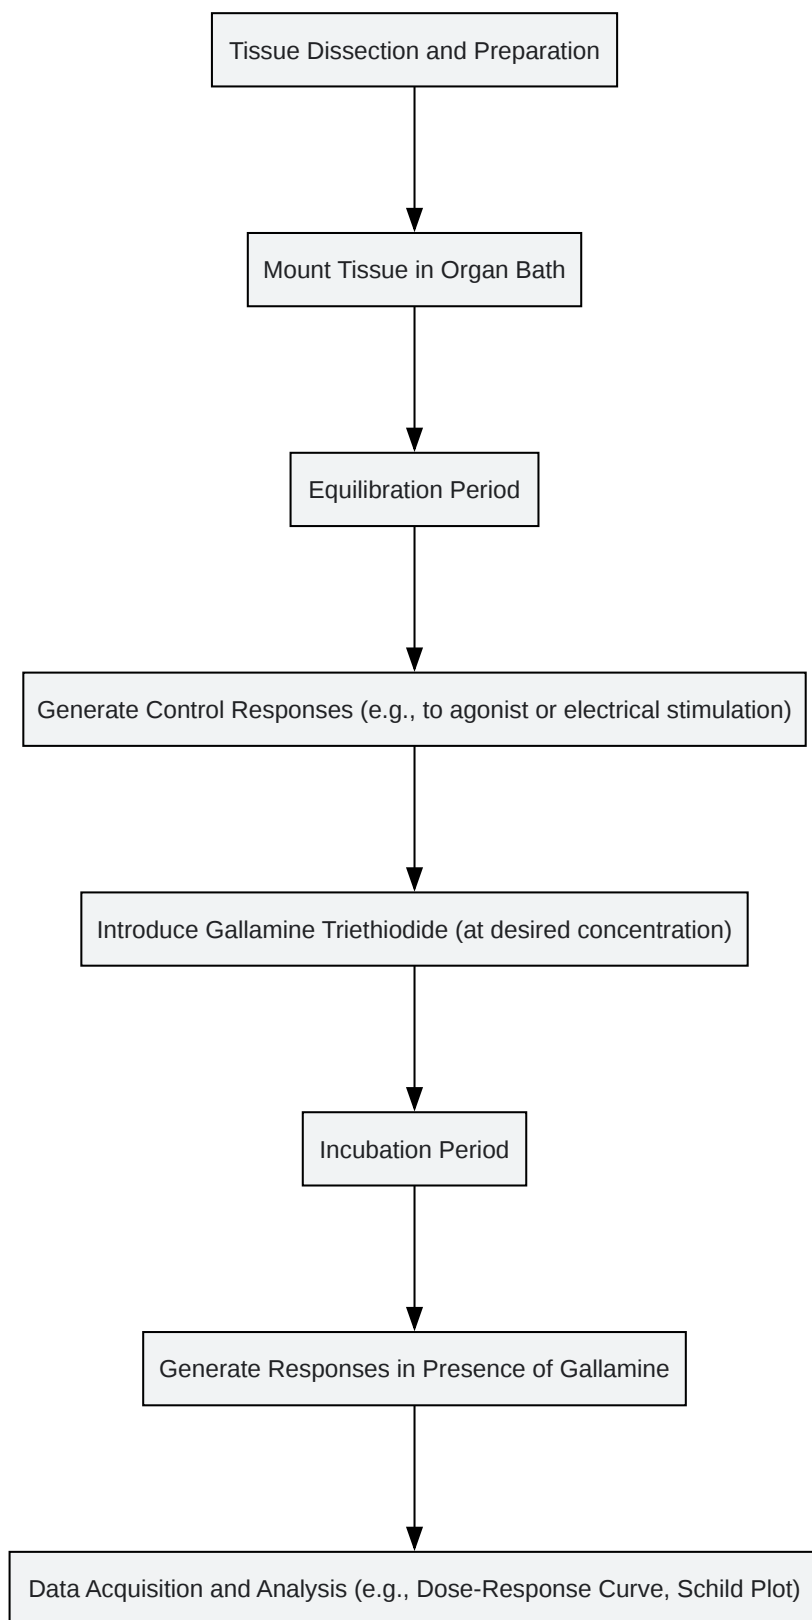 Tissue Dissection and Preparation
Mount Tissue in Organ Bath
Equilibration Period
Generate Control Responses (e.g., to agonist or electrical stimulation)
Introduce Gallamine Triethiodide (at desired concentration)
Incubation Period
Generate Responses in Presence of Gallamine
Data Acquisition and Analysis (e.g., Dose-Response Curve, Schild Plot)